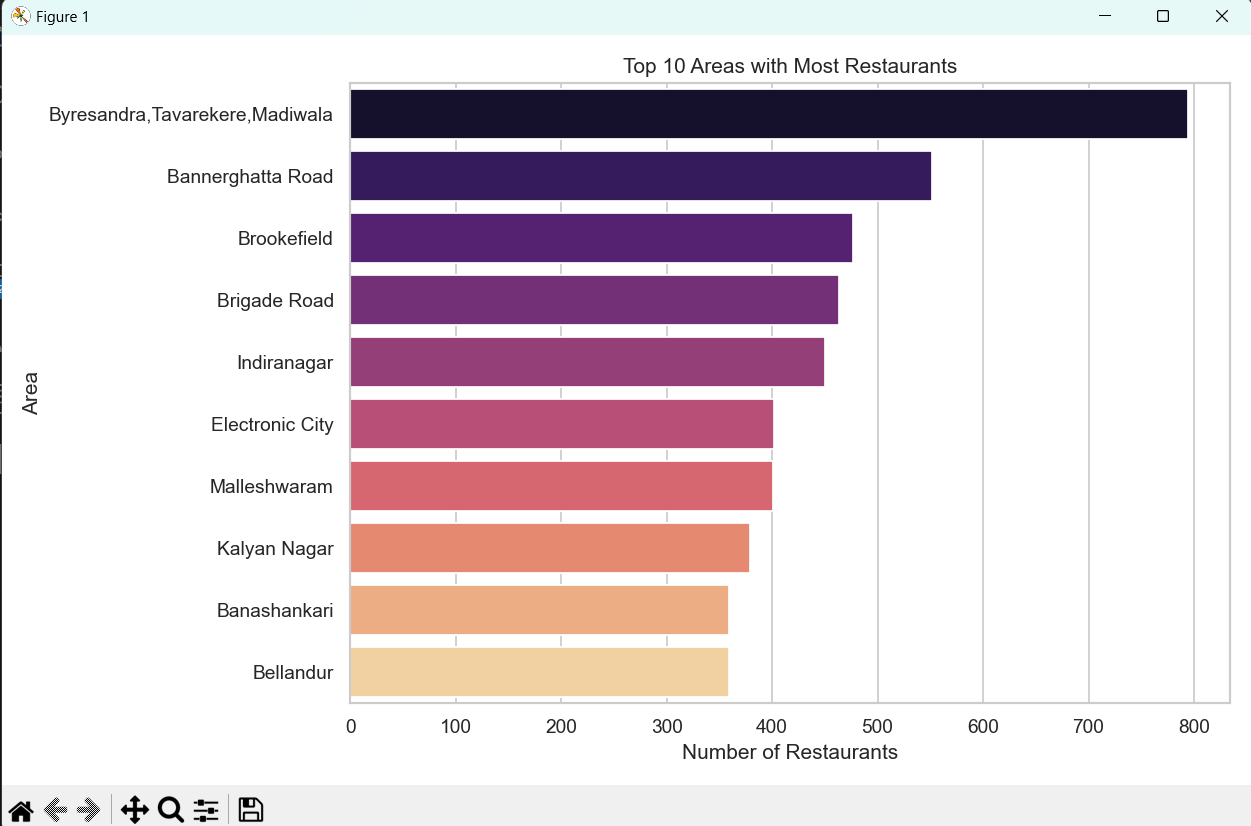 Figure 1
Top 10 Areas with Most Restaurants
Byresandra,Tavarekere,Madiwala
Bannerghatta Road
Brookefield
Brigade Road
Indiranagar
Electronic City
Malleshwaram
Kalyan Nagar
Banashankari
Bellandur
Area
0 100 200 300 400 500 600 700 800
Number of Restaurants